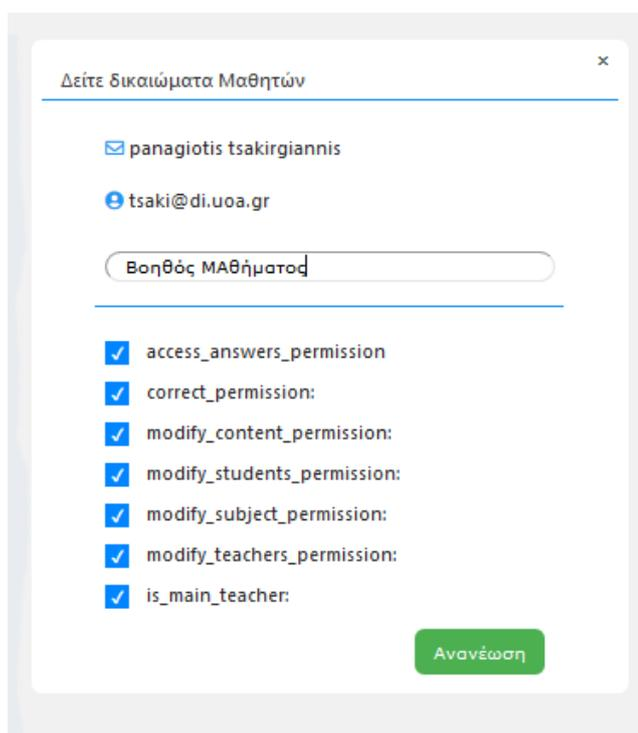 ×
Δείτε δικαιώματα Μαθητών
panagiotis tsakirgiannis
tsaki@di.uoa.gr
Βοηθός ΜΑθήματος
access_answers_permission
correct_permission:
modify_content_permission:
modify_students_permission:
modify_subject_permission:
modify_teachers_permission:
is_main_teacher:
Ανανέωση